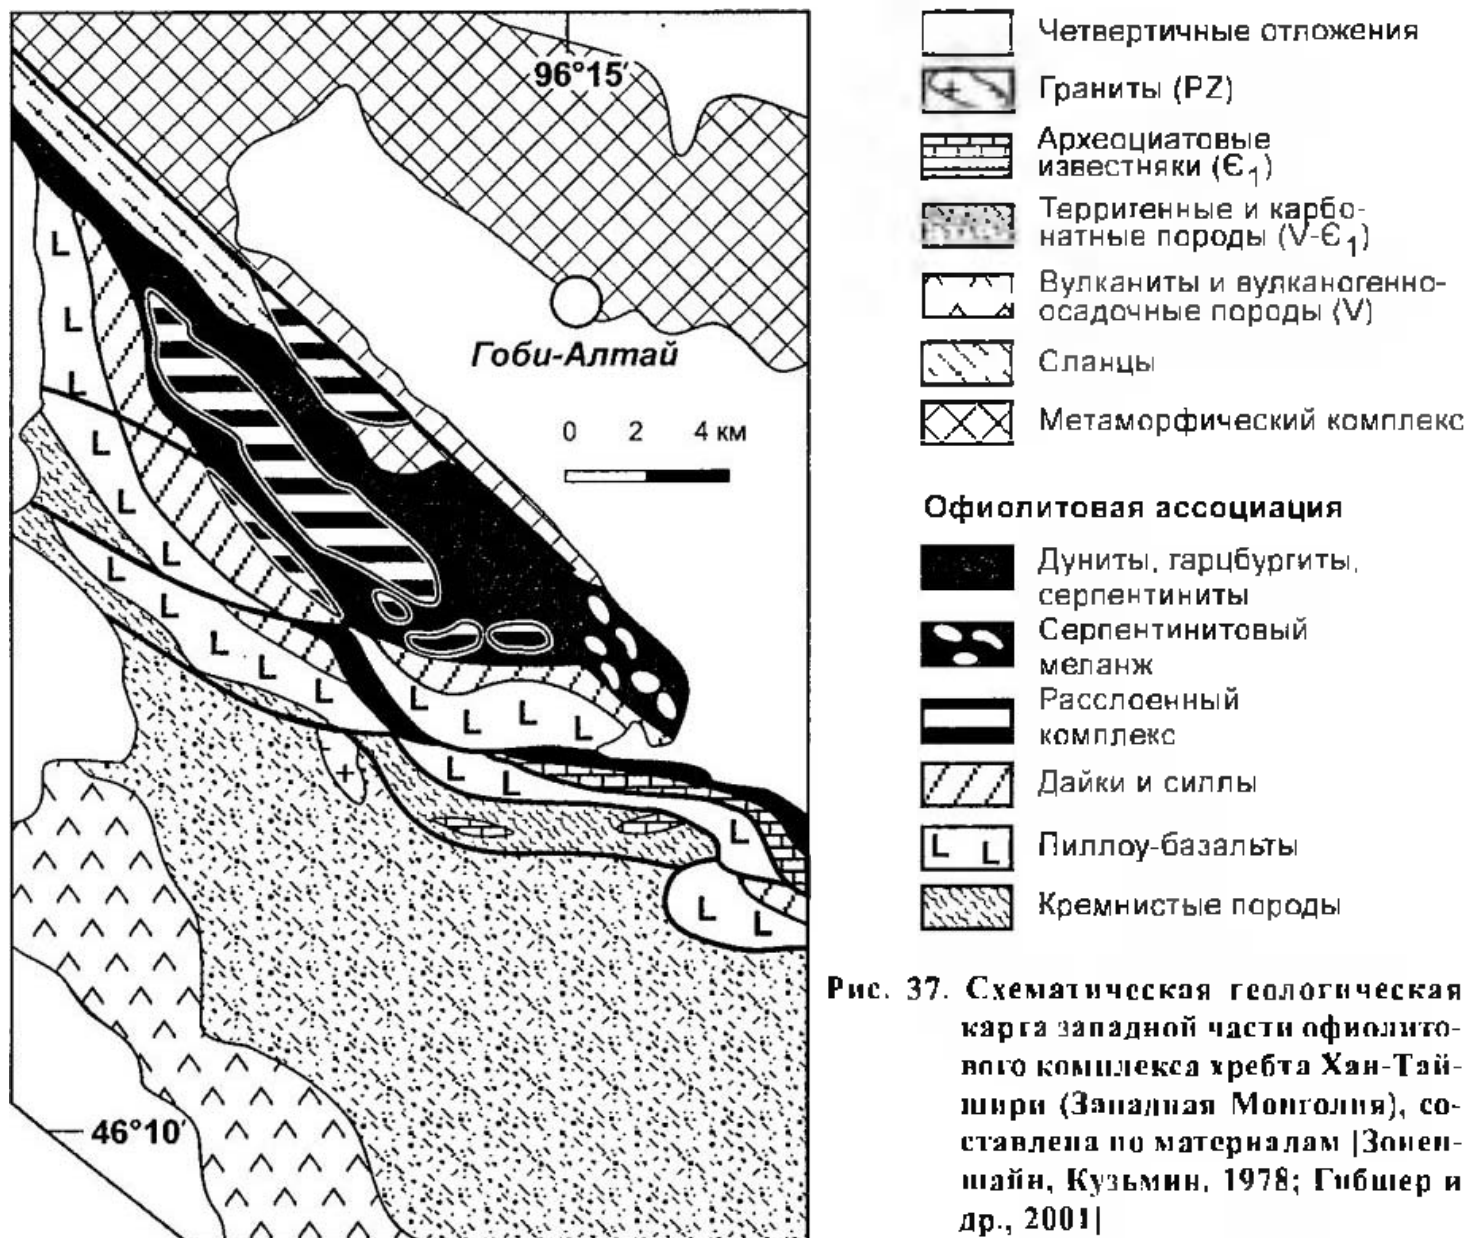 96°15′
Гоби-Алтай
0 2 4 км
46°10′
L L L L L L L L L L L L L L L L L L L L L
+
Четвертичные отложения
+
Граниты (PZ)
Археоциатовые
известняки (Є₁)
Терригенные и карбо-
натные породы (V-Є₁)
Вулканиты и вулканогенно-
осадочные породы (V)
Сланцы
Метаморфический комплекс
Офиолитовая ассоциация
Дуниты, гарцбургиты,
серпентиниты
Серпентинитовый
меланж
Расслоенный
комплекс
Дайки и силлы
L L
Пиллоу-базальты
Кремнистые породы
Рис. 37. Схематическая геологическая
карта западной части офиолито-
вого комплекса хребта Хан-Тай-
шири (Западная Монголия), со-
ставлена по материалам [Зонен-
шайн, Кузьмин, 1978; Гибшер и
др., 2001]